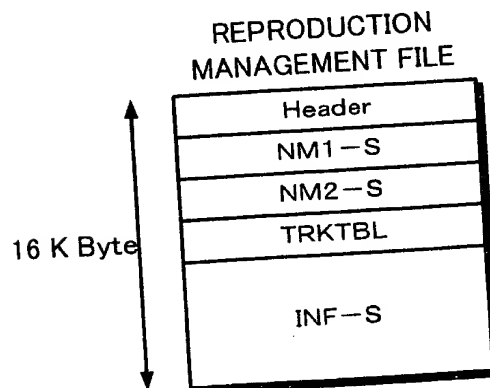 REPRODUCTION
MANAGEMENT FILE
Header
NM1-S
NM2-S
TRKTBL
16 K Byte
INF-S